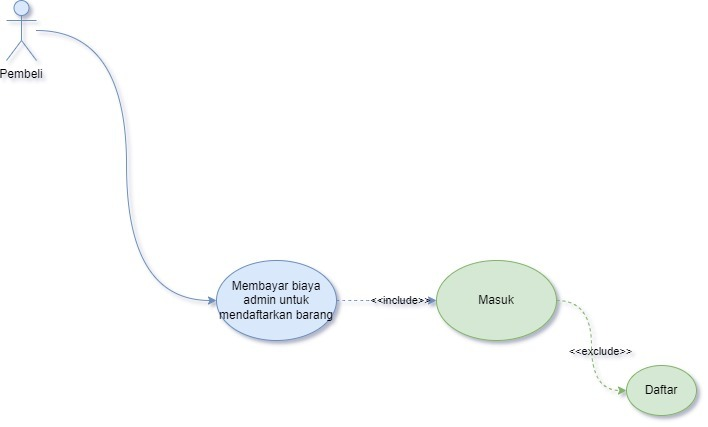 Pembeli
Membayar biaya
admin untuk
mendaftarkan barang
<<include>>
Masuk
<<exclude>>
Daftar